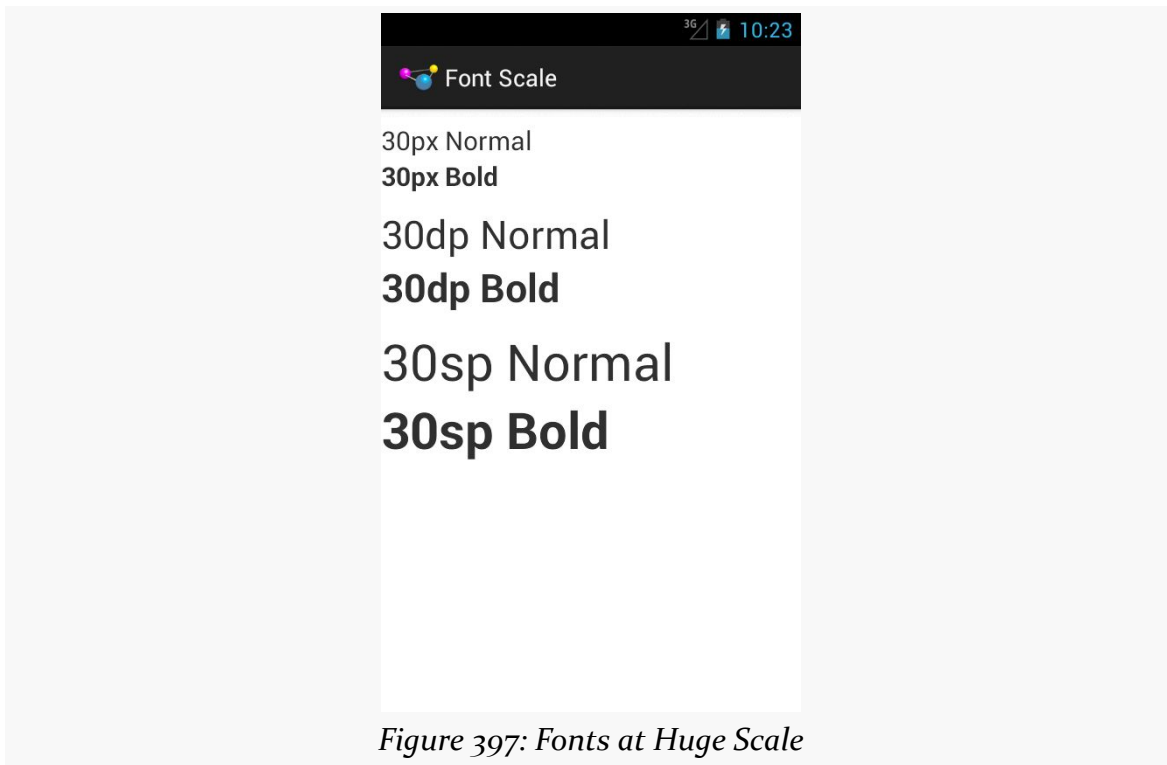 3G 10:23
Font Scale
30px Normal
30px Bold
30dp Normal
30dp Bold
30sp Normal
30sp Bold
Figure 397: Fonts at Huge Scale